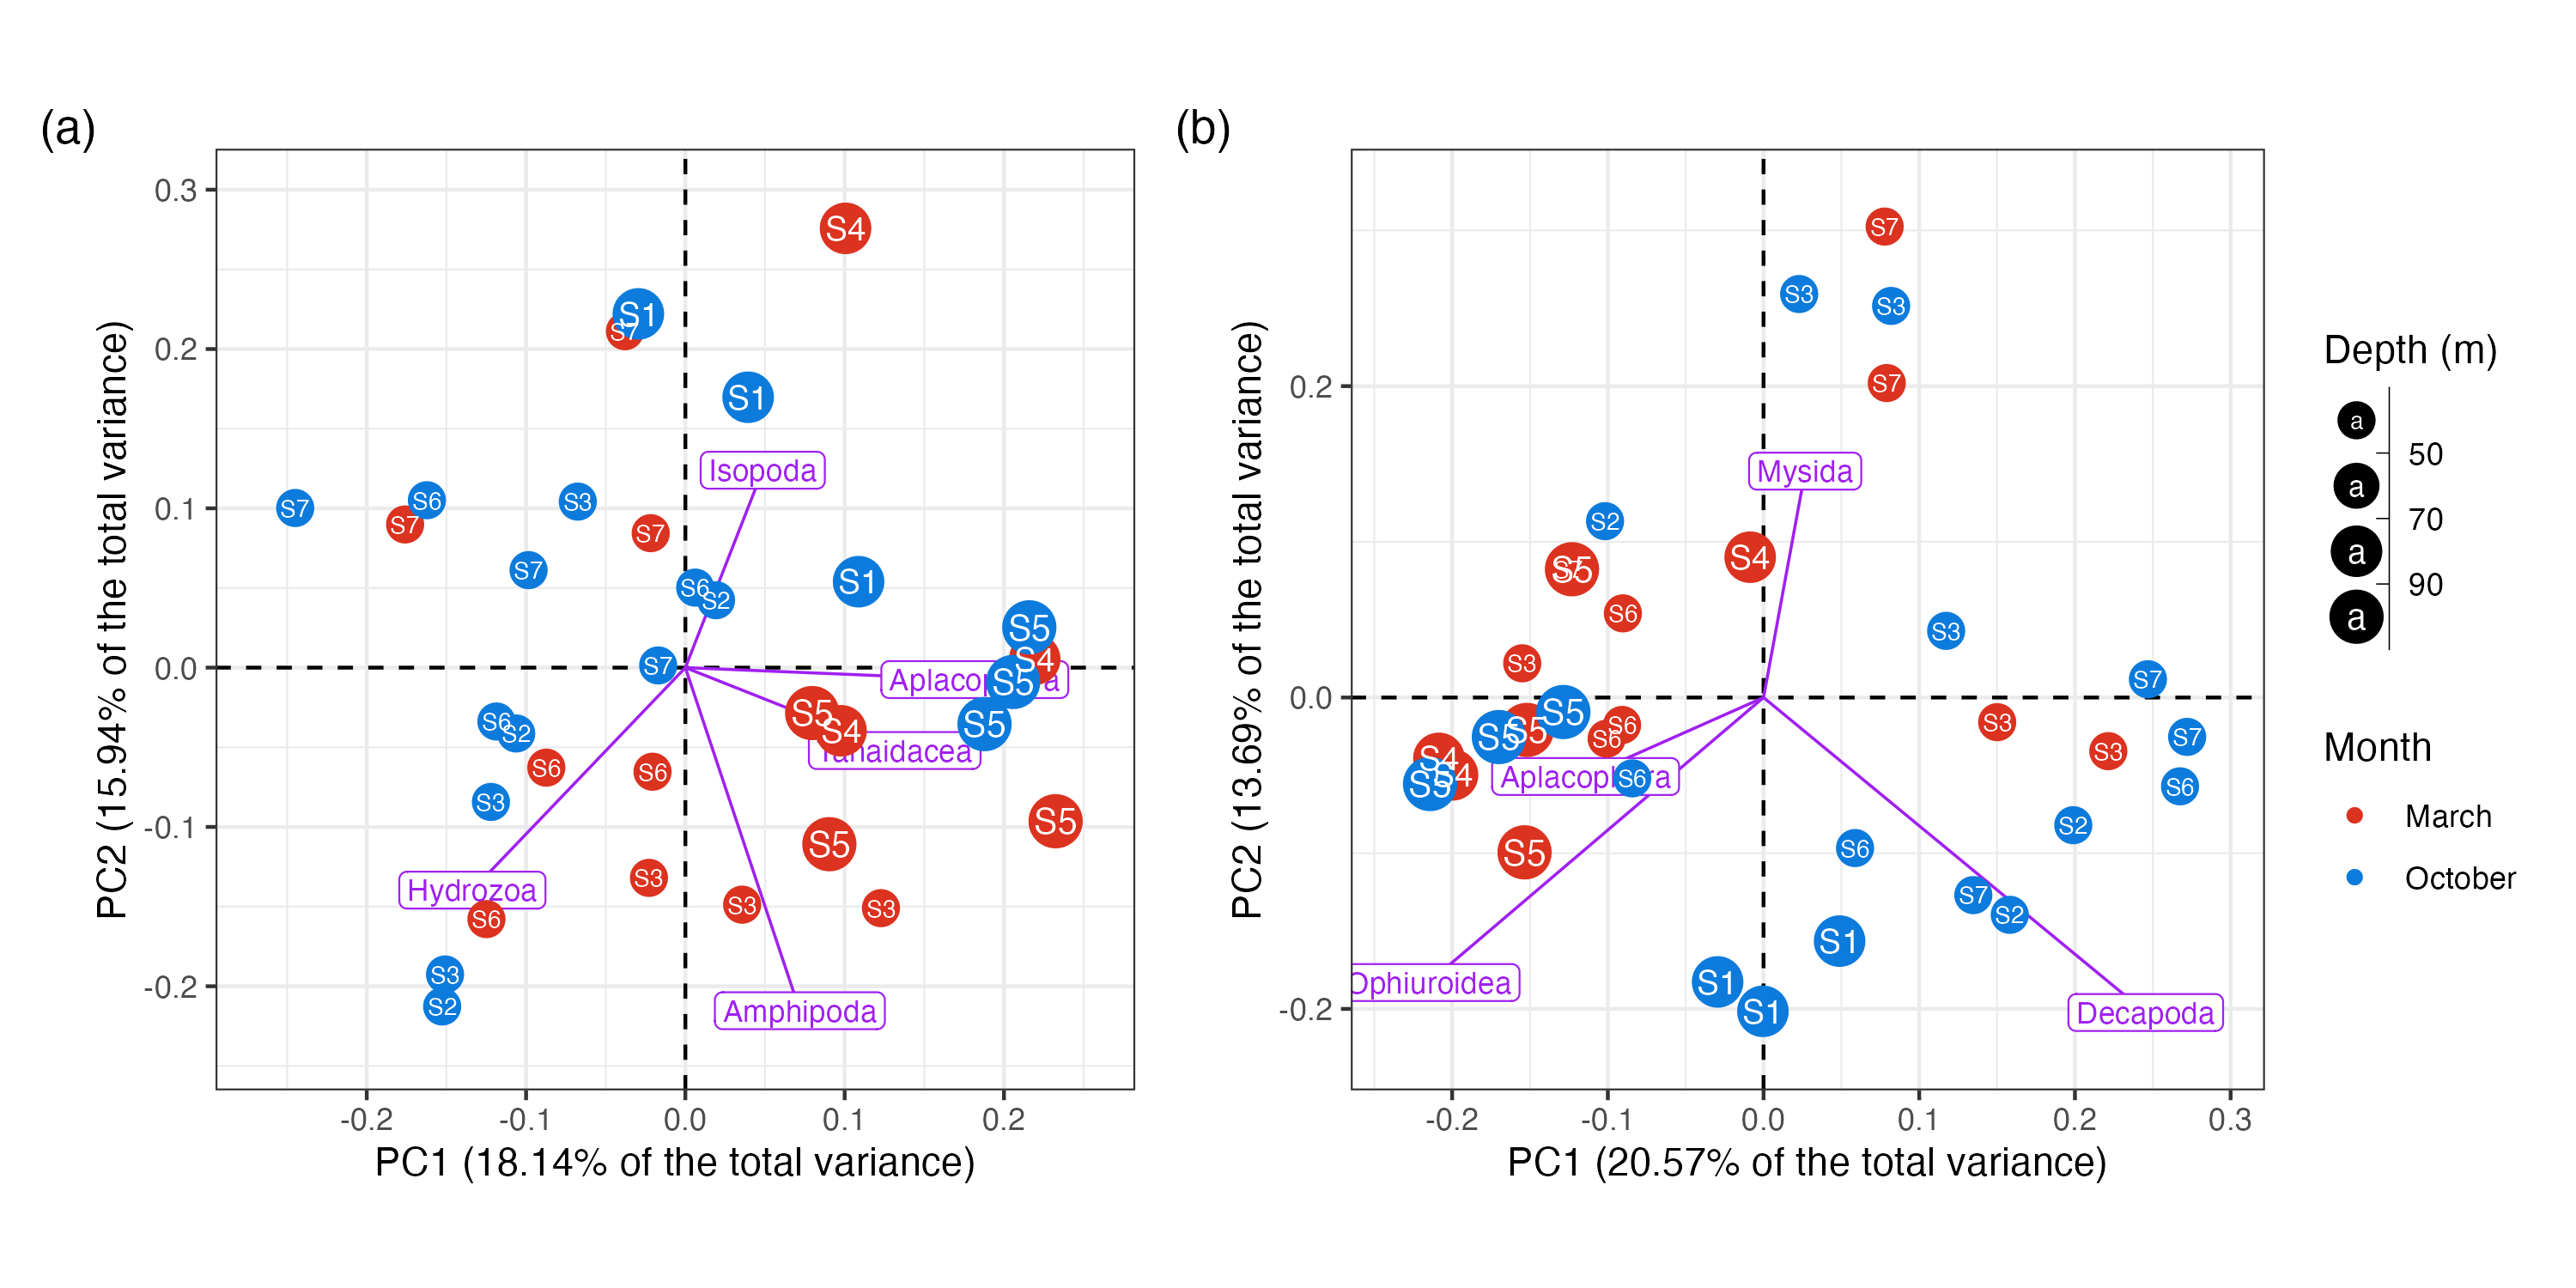 (a)
PC2 (15.94% of the total variance)
0.3
0.2
0.1
0.0
-0.1
-0.2
S4
S1
S7
S1
Isopoda
S7
S6
S7
S3
S7
S7
S6
S2
S1
S5
S4
S5
S5
S7
Aplacophora
S5
S4
Tanaidacea
S6
S2
S6
S6
S3
S5
S5
Hydrozoa
S6
S3
S3
S3
S3
S2
Amphipoda
-0.2
-0.1
0.0
0.1
0.2
PC1 (18.14% of the total variance)
(b)
PC2 (13.69% of the total variance)
0.2
0.0
-0.2
S7
S3
S3
S7
Mysida
S2
S4
S7
S5
S6
S3
S3
S7
S5
S5
S5
S6
S6
S3
S7
S3
S4
S4
S5
Aplacophora
S6
S6
S2
S5
S6
S7
S2
S1
Ophiuroidea
S1
S1
Decapoda
-0.2
-0.1
0.0
0.1
0.2
0.3
PC1 (20.57% of the total variance)
Depth (m)
a
50
a
70
a
90
a
Month
March
October